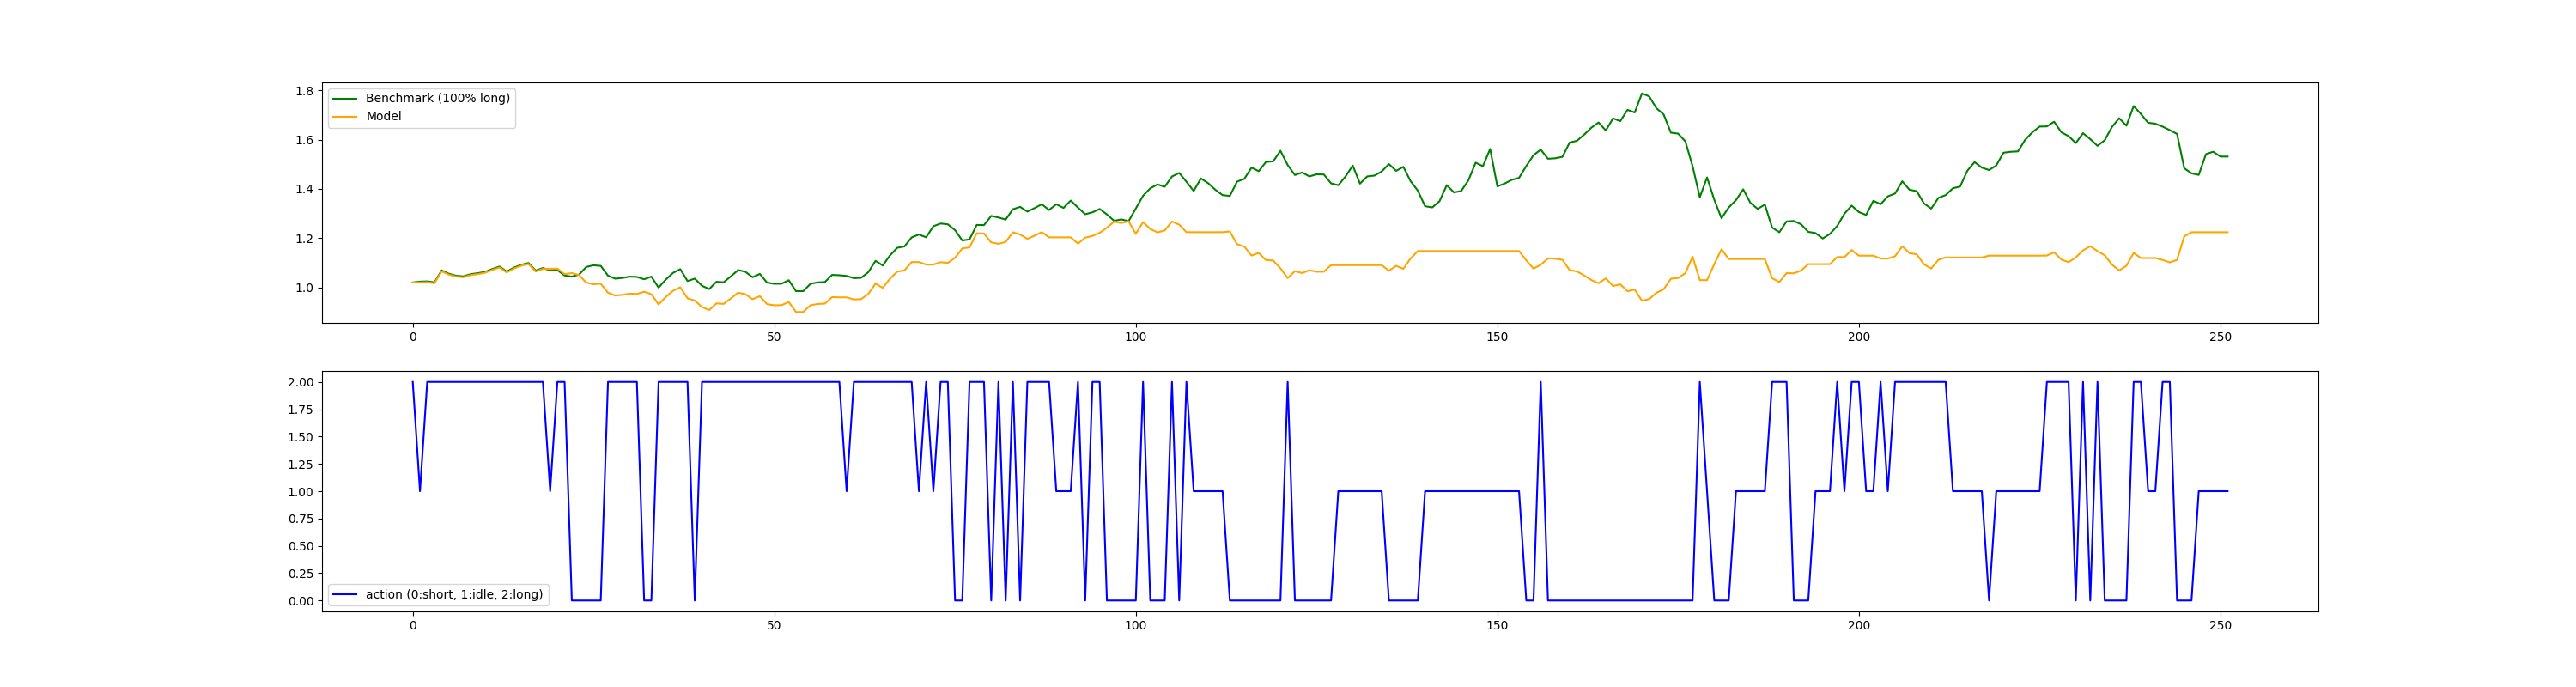 1.8
1.6
1.4
1.2
1.0
Benchmark (100% long)
Model
0 50 100 150 200 250
2.00
1.75
1.50
1.25
1.00
0.75
0.50
0.25
0.00
action (0:short, 1:idle, 2:long)
0 50 100 150 200 250